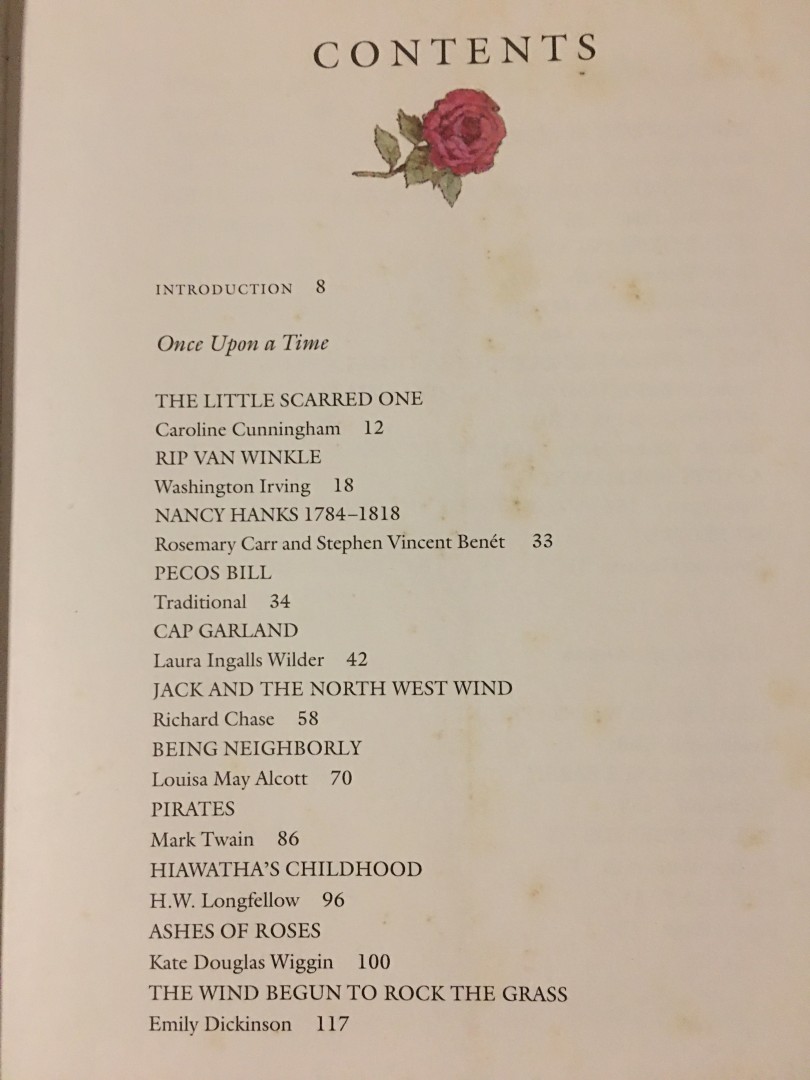 CONTENTS
INTRODUCTION 8
Once Upon a Time
THE LITTLE SCARRED ONE
Caroline Cunningham 12
RIP VAN WINKLE
Washington Irving 18
NANCY HANKS 1784–1818
Rosemary Carr and Stephen Vincent Benét 33
PECOS BILL
Traditional 34
CAP GARLAND
Laura Ingalls Wilder 42
JACK AND THE NORTH WEST WIND
Richard Chase 58
BEING NEIGHBORLY
Louisa May Alcott 70
PIRATES
Mark Twain 86
HIAWATHA'S CHILDHOOD
H.W. Longfellow 96
ASHES OF ROSES
Kate Douglas Wiggin 100
THE WIND BEGUN TO ROCK THE GRASS
Emily Dickinson 117